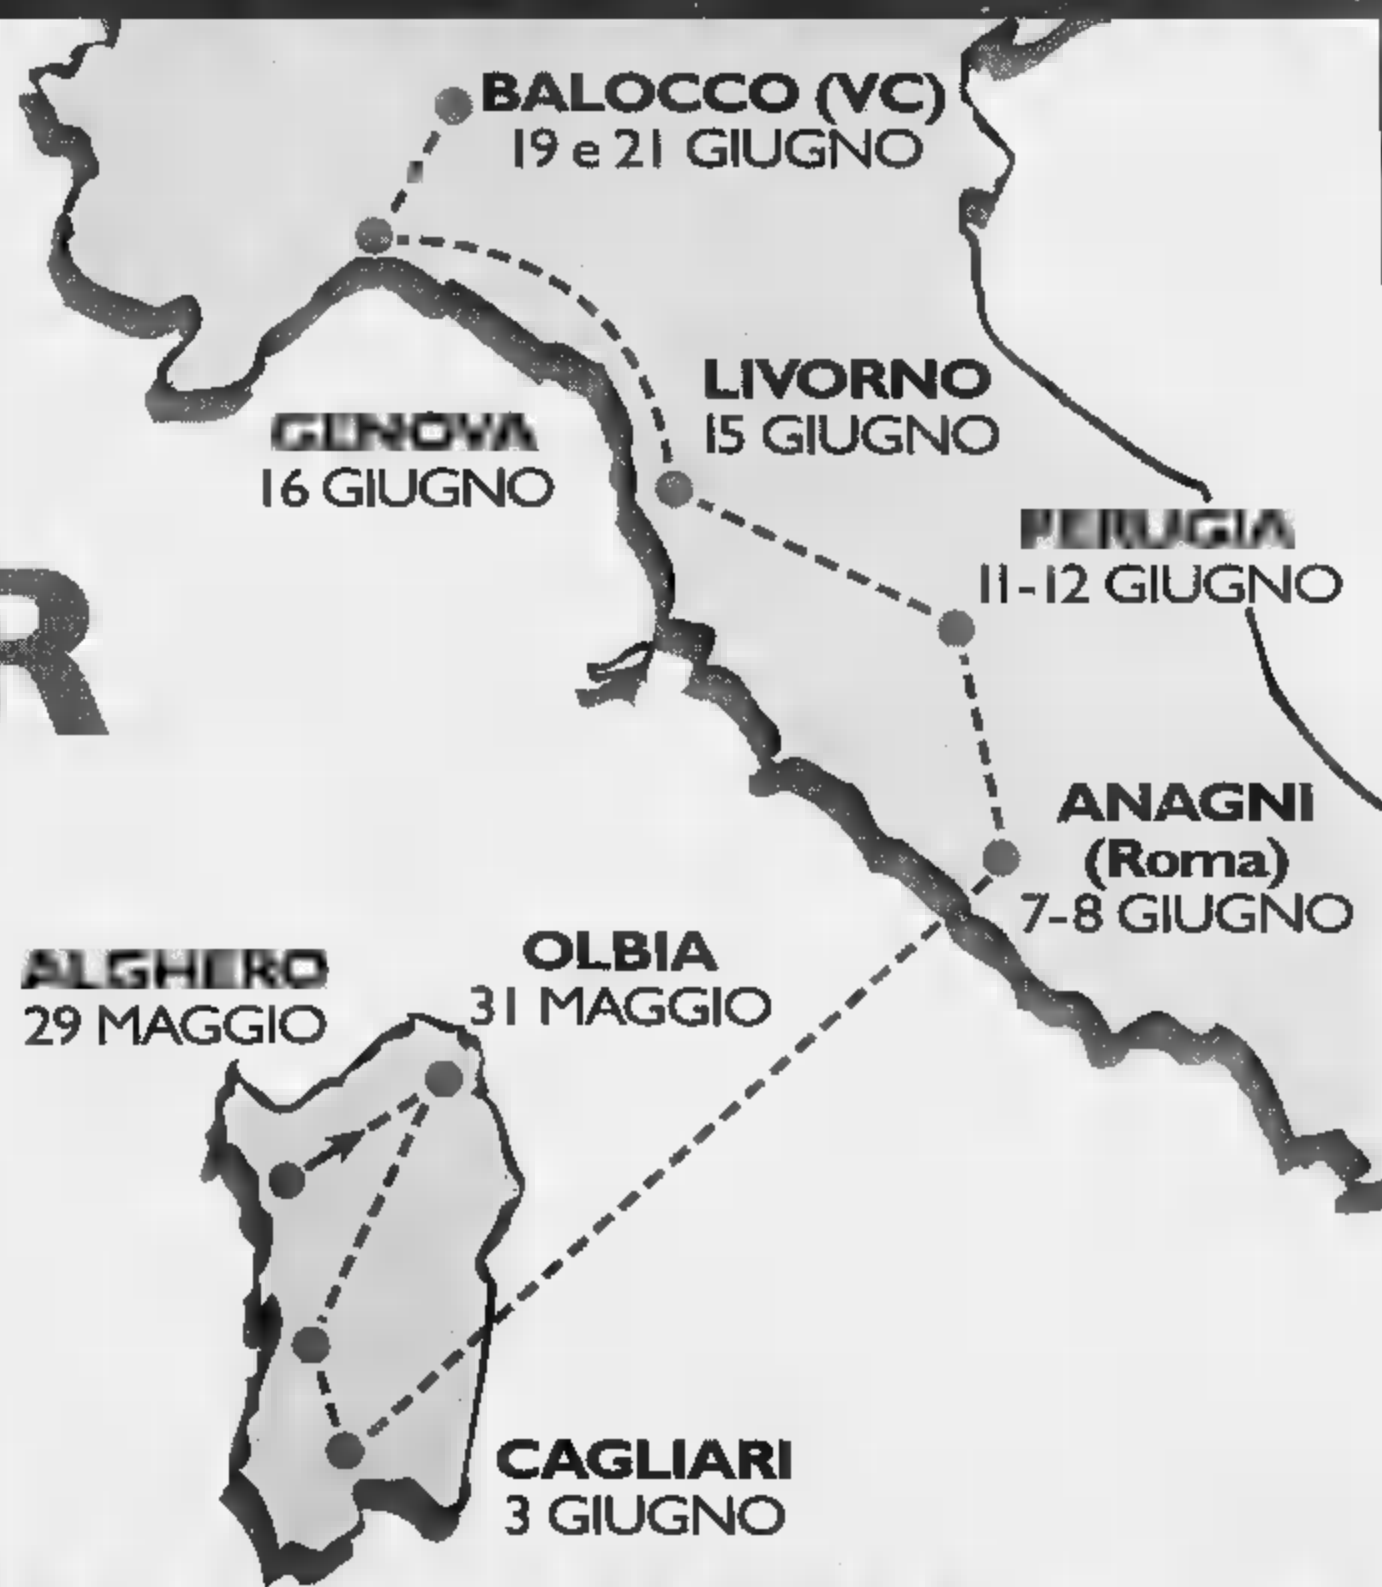 BALOCCO (VC)
19 e 21 GIUGNO
LIVORNO
15 GIUGNO
GENOVA
16 GIUGNO
PERUGIA
11-12 GIUGNO
R
ANAGNI
(Roma)
7-8 GIUGNO
ALGHERO
29 MAGGIO
OLBIA
31 MAGGIO
CAGLIARI
3 GIUGNO